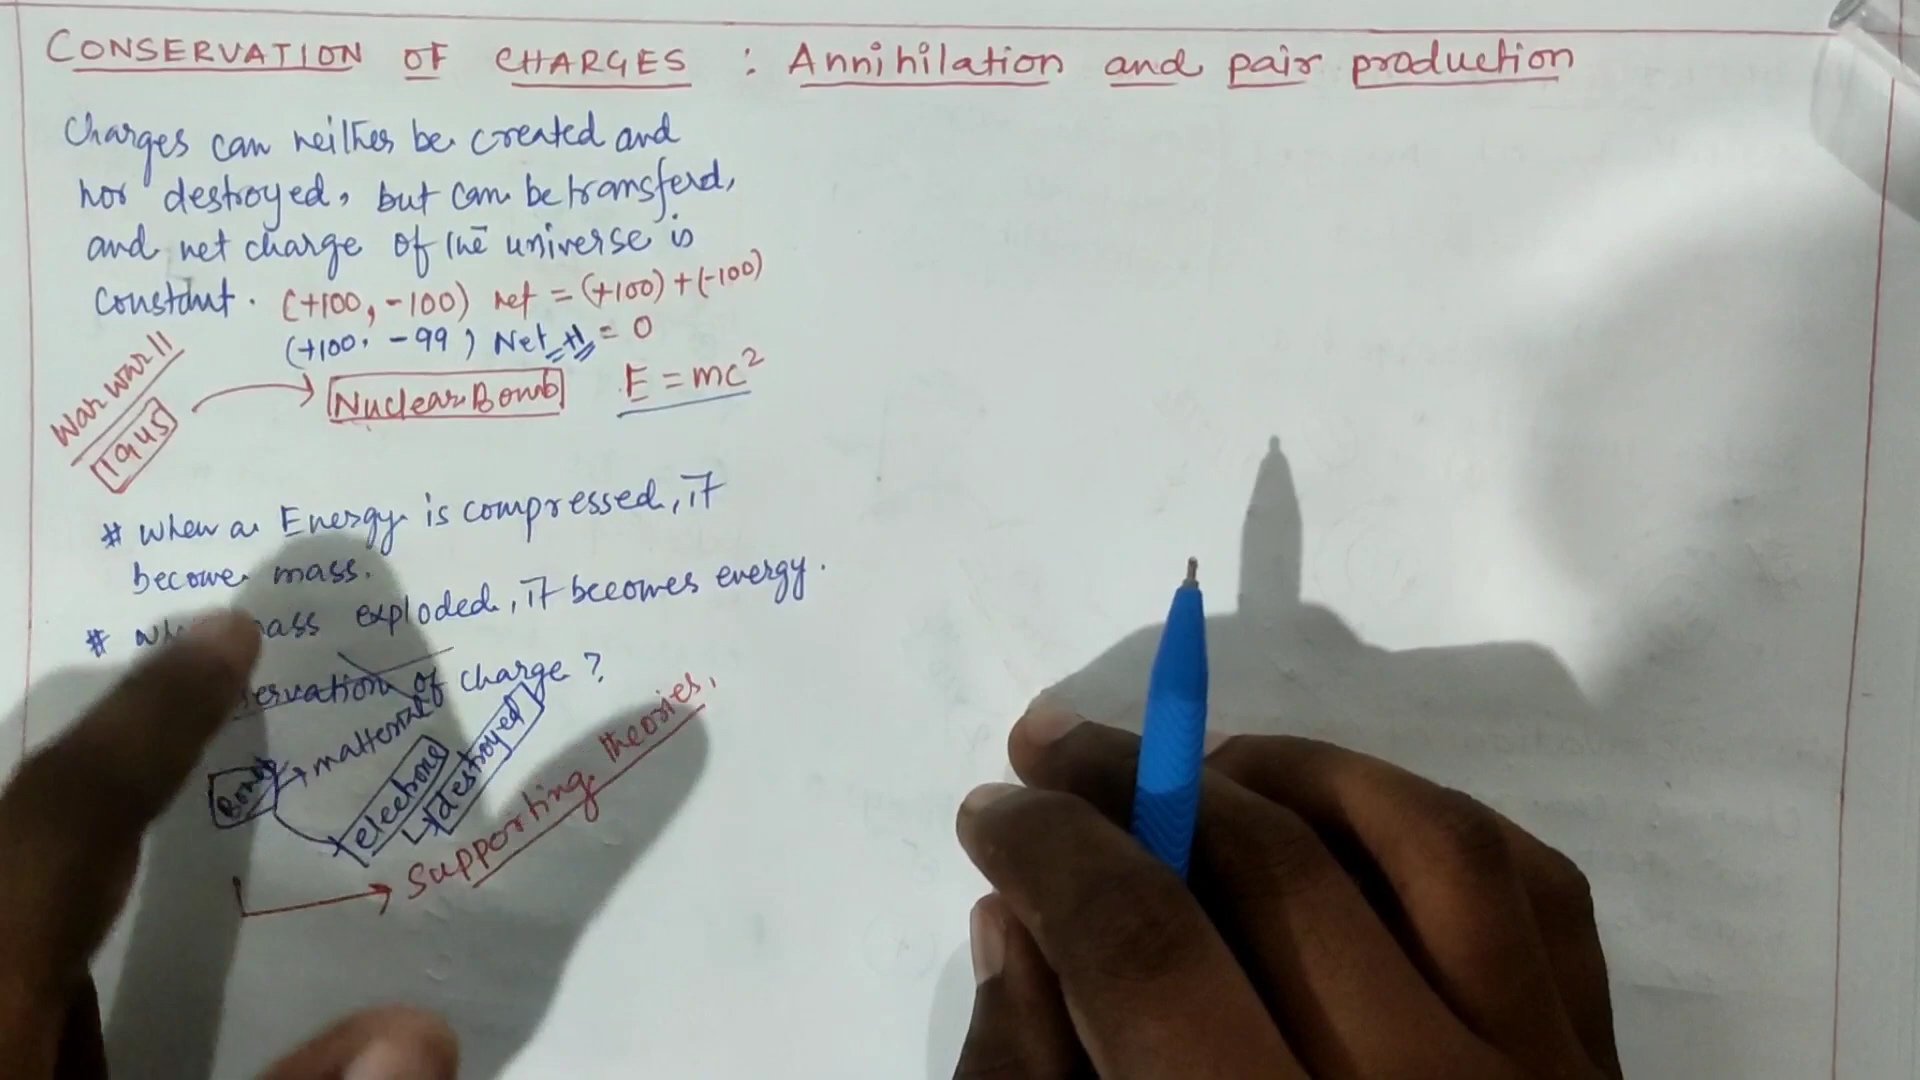 CONSERVATION OF CHARGES : Annihilation and pair production
Charges can neither be created and
nor destroyed, but can be transferd,
and net charge of the universe is
Constant. (+100, -100) net = (+100) + (-100)
(+100, -99) Net +1 = 0
War war II
1945
Nuclear Bomb
E = mc²
# when a Energy is compressed, it
become mass.
# mass exploded, it becomes energy.
of charge ?
Bomb → matterial
electrons
destroyed
Supporting theories,